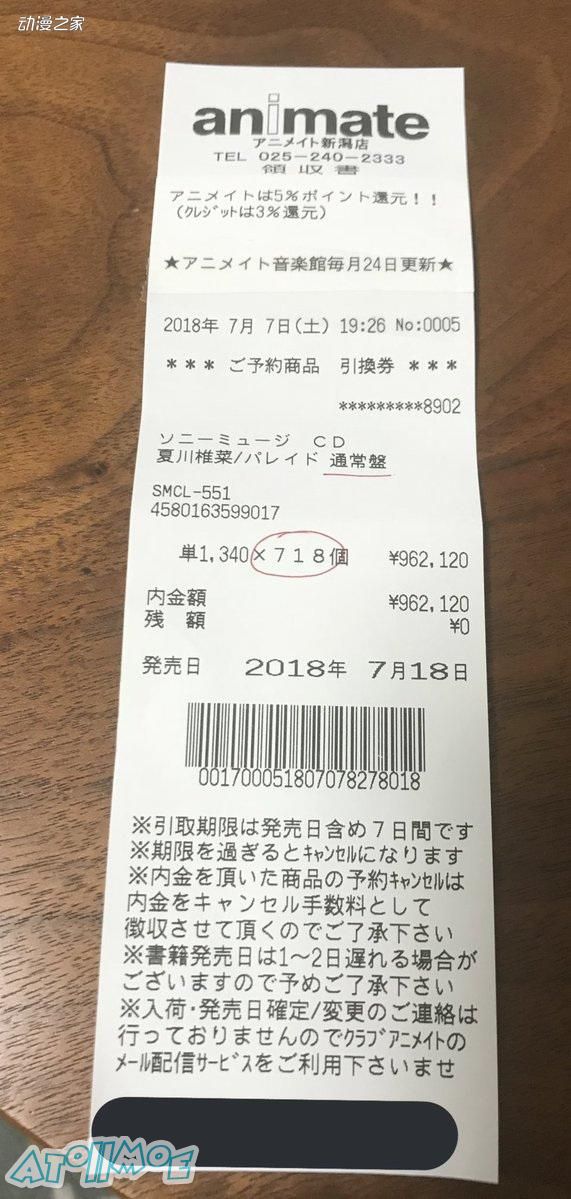 动漫之家
animate
アニメイト新潟店
TEL 025-240-2333
領収書
アニメイトは5%ポイント還元!!
(ｸﾚｼﾞｯﾄは3%還元)
★アニメイト音楽館毎月24日更新★
2018年 7月 7日(土) 19:26 No:0005
*** ご予約商品 引換券 ***
*********8902
ソニーミュージ CD
夏川椎菜/パレイド 通常盤
SMCL-551
4580163599017
単1,340×718個 ¥962,120
内金額 ¥962,120
残 額 ¥0
発売日 2018年 7月18日
001700051807078278018
※引取期限は発売日含め7日間です
※期限を過ぎるとｷｬﾝｾﾙになります
※内金を頂いた商品の予約ｷｬﾝｾﾙは
内金をキャンセル手数料として
徴収させて頂くのでご了承下さい
※書籍発売日は1～2日遅れる場合が
ございますので予めご了承下さい
※入荷・発売日確定/変更のご連絡は
行っておりませんのでｸﾗﾌﾞｱﾆﾒｲﾄの
ﾒｰﾙ配信ｻｰﾋﾞｽをご利用下さいませ
ATOllMOE